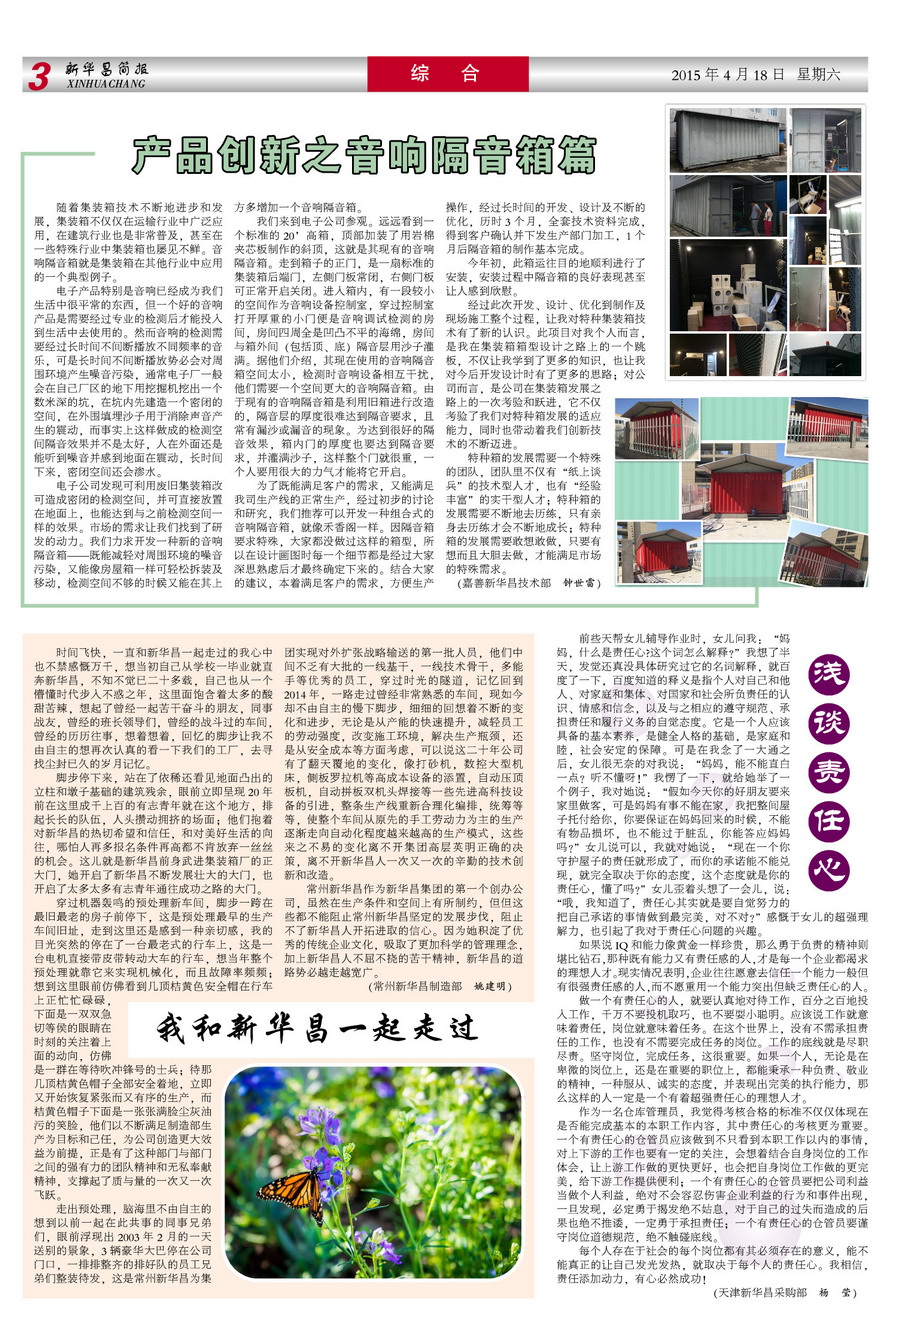 3
新华昌简报
XINHUACHANG
综 合
2015 年 4 月 18 日 星期六
产品创新之音响隔音箱篇
随着集装箱技术不断地进步和发
展，集装箱不仅仅在运输行业中广泛应
用，在建筑行业也是非常普及，甚至在
一些特殊行业中集装箱也屡见不鲜。音
响隔音箱就是集装箱在其他行业中应用
的一个典型例子。
电子产品特别是音响已经成为我们
生活中很平常的东西，但一个好的音响
产品是需要经过专业的检测后才能投入
到生活中去使用的。然而音响的检测需
要经过长时间不间断播放不同频率的音
乐，可是长时间不间断播放势必会对周
围环境产生噪音污染，通常电子厂一般
会在自己厂区的地下用挖掘机挖出一个
数米深的坑，在坑内先建造一个密闭的
空间，在外围填埋沙子用于消除声音产
生的震动，而事实上这样做成的检测空
间隔音效果并不是太好，人在外面还是
能听到噪音并感到地面在震动，长时间
下来，密闭空间还会渗水。
电子公司发现可利用废旧集装箱改
可造成密闭的检测空间，并可直接放置
在地面上，也能达到与之前检测空间一
样的效果。市场的需求让我们找到了研
发的动力。我们力求开发一种新的音响
隔音箱——既能减轻对周围环境的噪音
污染，又能像房屋箱一样可轻松拆装及
移动，检测空间不够的时候又能在其上
方多增加一个音响隔音箱。
我们来到电子公司参观。远远看到一
个标准的 20’ 高箱，顶部加装了用岩棉
夹芯板制作的斜顶，这就是其现有的音响
隔音箱。走到箱子的正门，是一扇标准的
集装箱后端门，左侧门板常闭，右侧门板
可正常开启关闭。进入箱内，有一段较小
的空间作为音响设备控制室，穿过控制室
打开厚重的小门便是音响调试检测的房
间，房间四周全是凹凸不平的海绵，房间
与箱外间（包括顶、底）隔音层用沙子灌
满。据他们介绍，其现在使用的音响隔音
箱空间太小，检测时音响设备相互干扰，
他们需要一个空间更大的音响隔音箱。由
于现有的音响隔音箱是利用旧箱进行改造
的，隔音层的厚度很难达到隔音要求，且
常有漏沙或漏音的现象。为达到很好的隔
音效果，箱内门的厚度也要达到隔音要
求，并灌满沙子，这样整个门就很重，一
个人要用很大的力气才能将它开启。
为了既能满足客户的需求，又能满足
我司生产线的正常生产，经过初步的讨论
和研究，我们推荐可以开发一种组合式的
音响隔音箱，就像禾香阁一样。因隔音箱
要求特殊，大家都没做过这样的箱型，所
以在设计画图时每一个细节都是经过大家
深思熟虑后才最终确定下来的。结合大家
的建议，本着满足客户的需求，方便生产
操作，经过长时间的开发、设计及不断的
优化，历时 3 个月，全套技术资料完成，
得到客户确认并下发生产部门加工，1 个
月后隔音箱的制作基本完成。
今年初，此箱运往目的地顺利进行了
安装，安装过程中隔音箱的良好表现甚至
让人感到欣慰。
经过此次开发、设计、优化到制作及
现场施工整个过程，让我对特种集装箱技
术有了新的认识。此项目对我个人而言，
是我在集装箱箱型设计之路上的一个跳
板，不仅让我学到了更多的知识，也让我
对今后开发设计时有了更多的思路；对公
司而言，是公司在集装箱发展之
路上的一次考验和跃进，它不仅
考验了我们对特种箱发展的适应
能力，同时也带动着我们创新技
术的不断迈进。
特种箱的发展需要一个特殊
的团队，团队里不仅有“纸上谈
兵”的技术型人才，也有“经验
丰富”的实干型人才；特种箱的
发展需要不断地去历练，只有亲
身去历练才会不断地成长；特种
箱的发展需要敢想敢做，只要有
想而且大胆去做，才能满足市场
的特殊需求。
(嘉善新华昌技术部 钟世雷)
时间飞快，一直和新华昌一起走过的我心中
也不禁感慨万千，想当初自己从学校一毕业就直
奔新华昌，不知不觉已二十多载，自己也从一个
懵懂时代步入不惑之年，这里面饱含着太多的酸
甜苦辣，想起了曾经一起苦干奋斗的朋友，同事
战友，曾经的班长领导们，曾经的战斗过的车间，
曾经的历历往事，想着想着，回忆的脚步让我不
由自主的想再次认真的看一下我们的工厂，去寻
找尘封已久的岁月记忆。
脚步停下来，站在了依稀还看见地面凸出的
立柱和墩子基础的建筑残余，眼前立即呈现 20 年
前在这里成千上百的有志青年就在这个地方，排
起长长的队伍，人头攒动拥挤的场面；他们抱着
对新华昌的热切希望和信任，和对美好生活的向
往，哪怕人再多报名条件再高都不肯放弃一丝丝
的机会。这儿就是新华昌前身武进集装箱厂的正
大门，她开启了新华昌不断发展壮大的大门，也
开启了太多太多有志青年通往成功之路的大门。
穿过机器轰鸣的预处理新车间，脚步一跨在
最旧最老的房子前停下，这是预处理最早的生产
车间旧址，走到这里还是感到一种亲切感，我的
目光突然的停在了一台最老式的行车上，这是一
台电机直接带皮带转动大车的行车，想当年整个
预处理就靠它来实现机械化，而且故障率频频；
想到这里眼前仿佛看到几顶桔黄色安全帽在行车
上正忙忙碌碌，
下面是一双双急
切等侯的眼睛在
时刻的关注着上
面的动向，仿佛
是一群在等待吹冲锋号的士兵；待那
几顶桔黄色帽子全部安全着地，立即
又开始恢复紧张而又有序的生产，而
桔黄色帽子下面是一张张满脸尘灰油
污的笑脸，他们以不断满足制造部生
产为目标和己任，为公司创造更大效
益为前提，正是有了这种部门与部门
之间的强有力的团队精神和无私奉献
精神，支撑起了质与量的一次又一次
飞跃。
走出预处理，脑海里不由自主的
想到以前一起在此共事的同事兄弟
们，眼前浮现出 2003 年 2 月的一天
送别的景象，3 辆豪华大巴停在公司
门口，一排排整齐的排好队的员工兄
弟们整装待发，这是常州新华昌为集
团实现对外扩张战略输送的第一批人员，他们中
间不乏有大批的一线基干，一线技术骨干，多能
手等优秀的员工，穿过时光的隧道，记忆回到
2014 年，一路走过曾经非常熟悉的车间，现如今
却不由自主的慢下脚步，细细的回想着不断的变
化和进步，无论是从产能的快速提升，减轻员工
的劳动强度，改变施工环境，解决生产瓶颈，还
是从安全成本等方面考虑，可以说这二十年公司
有了翻天覆地的变化，像打砂机，数控大型机
床，侧板罗拉机等高成本设备的添置，自动压顶
板机，自动拼板双机头焊接等一些先进高科技设
备的引进，整条生产线重新合理化编排，统筹等
等，使整个车间从原先的手工劳动力为主的生产
逐渐走向自动化程度越来越高的生产模式，这些
来之不易的变化离不开集团高层英明正确的决
策，离不开新华昌人一次又一次的辛勤的技术创
新和改造。
常州新华昌作为新华昌集团的第一个创办公
司，虽然在生产条件和空间上有所制约，但但这
些都不能阻止常州新华昌坚定的发展步伐，阻止
不了新华昌人开拓进取的信心。因为她积淀了优
秀的传统企业文化，吸取了更加科学的管理理念，
加上新华昌人不屈不挠的苦干精神，新华昌的道
路势必越走越宽广。
(常州新华昌制造部 姚建明)
我和新华昌一起走过
浅谈责任心
前些天帮女儿辅导作业时，女儿问我：“妈
妈，什么是责任心?这个词怎么解释?”我想了半
天，发觉还真没具体研究过它的名词解释，就百
度了一下，百度知道的释义是指个人对自己和他
人、对家庭和集体、对国家和社会所负责任的认
识、情感和信念，以及与之相应的遵守规范、承
担责任和履行义务的自觉态度。它是一个人应该
具备的基本素养，是健全人格的基础，是家庭和
睦，社会安定的保障。可是在我念了一大通之
后，女儿很无奈的对我说：“妈妈，能不能直白
一点? 听不懂呀!”我愣了一下，就给她举了一
个例子，我对她说：“假如今天你的好朋友要来
家里做客，可是妈妈有事不能在家，我把整间屋
子托付给你，你要保证在妈妈回来的时候，不能
有物品损坏，也不能过于脏乱，你能答应妈妈
吗?”女儿说可以，我就对她说：“现在一个你
守护屋子的责任就形成了，而你的承诺能不能兑
现，就完全取决于你的态度，这个态度就是你的
责任心，懂了吗?”女儿歪着头想了一会儿，说：
“哦，我知道了，责任心其实就是要自觉努力的
把自己承诺的事情做到最完美，对不对?”感慨于女儿的超强理
解力，也引起了我对于责任心问题的兴趣。
如果说 IQ 和能力像黄金一样珍贵，那么勇于负责的精神则
堪比钻石,那种既有能力又有责任感的人,才是每一个企业都渴求
的理想人才。现实情况表明,企业往往愿意去信任一个能力一般但
有很强责任感的人,而不愿重用一个能力突出但缺乏责任心的人。
做一个有责任心的人，就要认真地对待工作，百分之百地投
入工作，千万不要投机取巧，也不要耍小聪明。应该说工作就意
味着责任，岗位就意味着任务。在这个世界上，没有不需承担责
任的工作，也没有不需要完成任务的岗位。工作的底线就是尽职
尽责。坚守岗位，完成任务，这很重要。如果一个人，无论是在
卑微的岗位上，还是在重要的职位上，都能秉承一种负责、敬业
的精神，一种服从、诚实的态度，并表现出完美的执行能力，那
么这样的人一定是一个有着超强责任心的理想人才。
作为一名仓库管理员，我觉得考核合格的标准不仅仅体现在
是否能完成基本的本职工作内容，其中责任心的考核更为重要。
一个有责任心的仓管员应该做到不只看到本职工作以内的事情，
对上下游的工作也要有一定的关注，会想着结合自身岗位的工作
体会，让上游工作做的更快更好，也会把自身岗位工作做的更完
美，给下游工作提供便利；一个有责任心的仓管员要把公司利益
当做个人利益，绝对不会容忍伤害企业利益的行为和事件出现，
一旦发现，必定勇于揭发绝不姑息，对于自己的过失而造成的后
果也绝不推诿，一定勇于承担责任；一个有责任心的仓管员要谨
守岗位道德规范，绝不触碰底线。
每个人存在于社会的每个岗位都有其必须存在的意义，能不
能真正的让自己发光发热，就取决于每个人的责任心。我相信，
责任添加动力，有心必然成功!
(天津新华昌采购部 杨 莹)